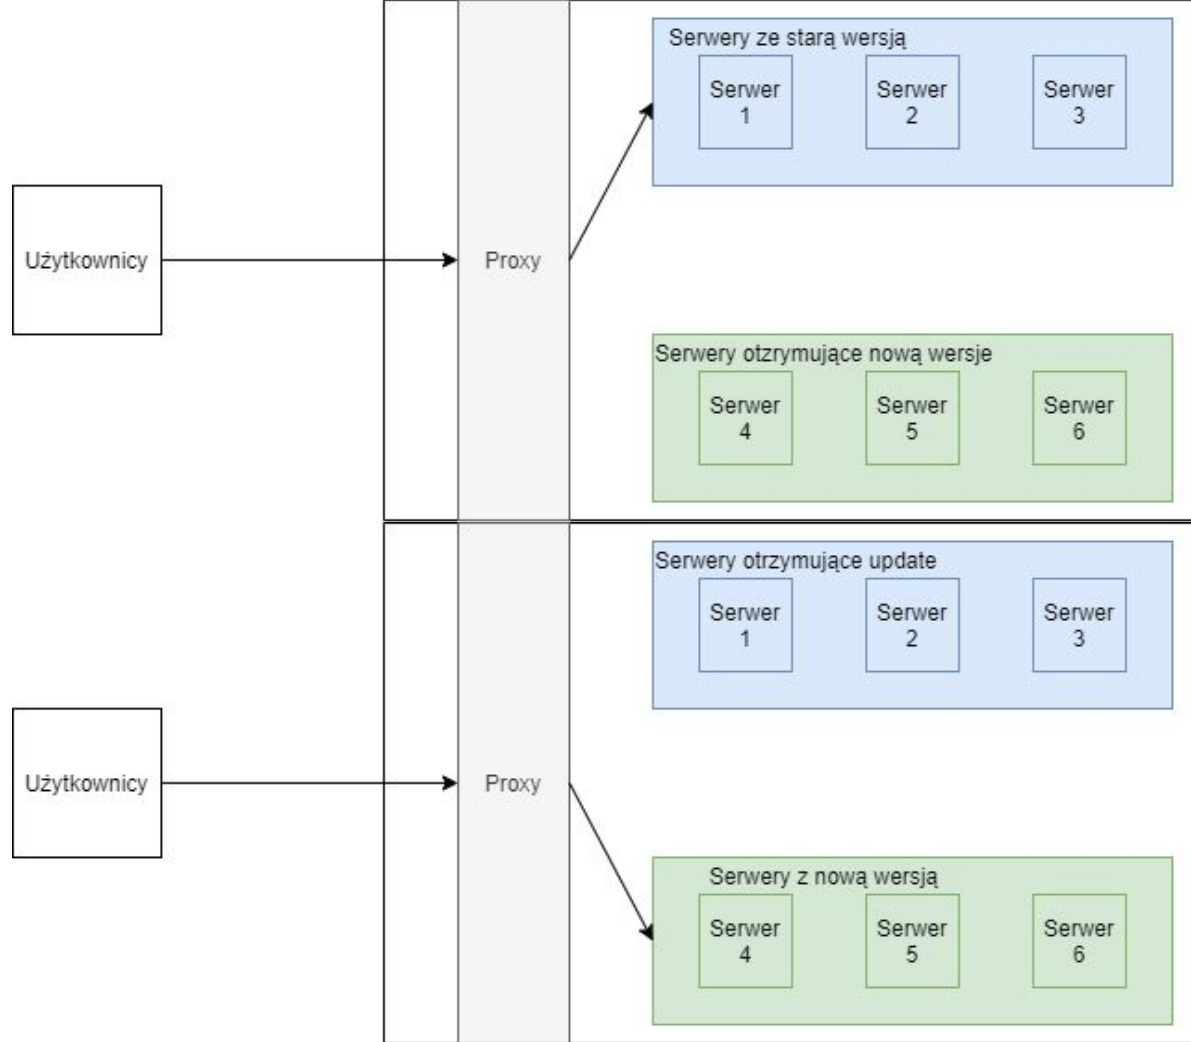 Serwery ze starą wersją
Serwer
1
Serwer
2
Serwer
3
Użytkownicy
Proxy
Serwery otzrymujące nową wersje
Serwer
4
Serwer
5
Serwer
6
Serwery otrzymujące update
Serwer
1
Serwer
2
Serwer
3
Użytkownicy
Proxy
Serwery z nową wersją
Serwer
4
Serwer
5
Serwer
6